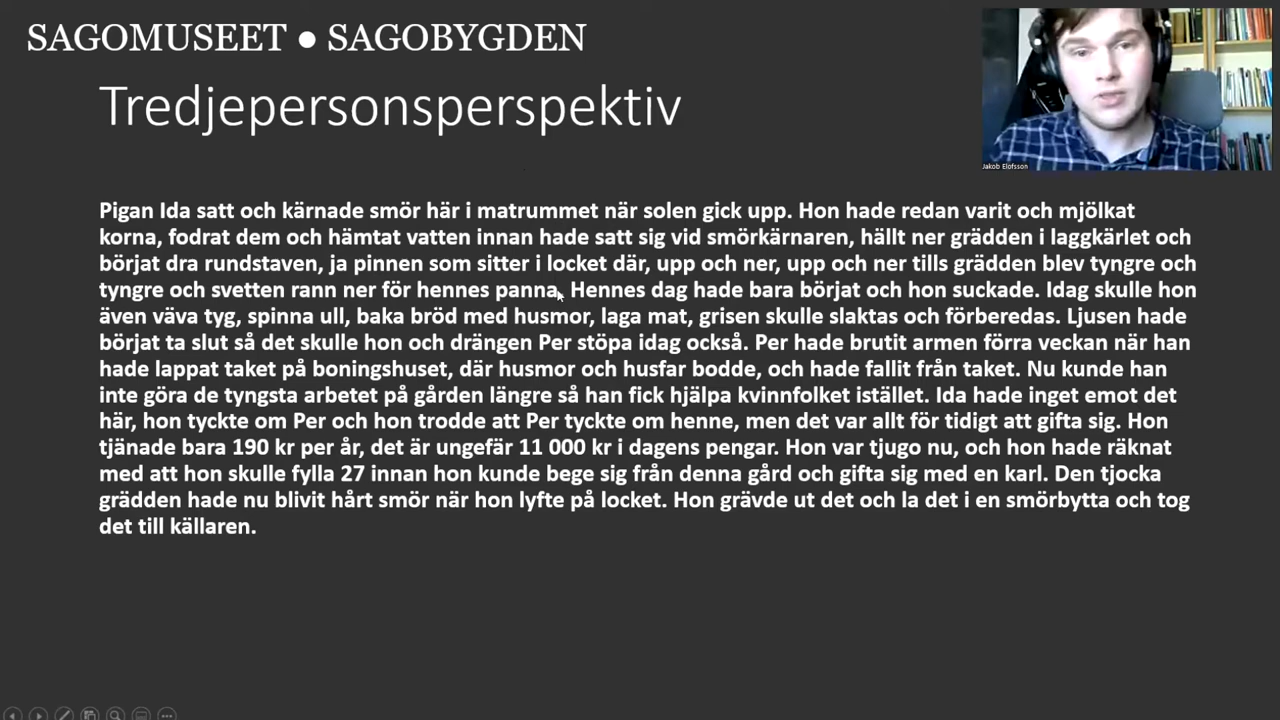 SAGOMUSEET ● SAGOBYGDEN
Tredjepersonsperspektiv
Jakob Elofsson
Pigan Ida satt och kärnade smör här i matrummet när solen gick upp. Hon hade redan varit och mjölkat
korna, fodrat dem och hämtat vatten innan hade satt sig vid smörkärnaren, hällt ner grädden i laggkärlet och
börjat dra rundstaven, ja pinnen som sitter i locket där, upp och ner, upp och ner tills grädden blev tyngre och
tyngre och svetten rann ner för hennes panna. Hennes dag hade bara börjat och hon suckade. Idag skulle hon
även väva tyg, spinna ull, baka bröd med husmor, laga mat, grisen skulle slaktas och förberedas. Ljusen hade
börjat ta slut så det skulle hon och drängen Per stöpa idag också. Per hade brutit armen förra veckan när han
hade lappat taket på boningshuset, där husmor och husfar bodde, och hade fallit från taket. Nu kunde han
inte göra de tyngsta arbetet på gården längre så han fick hjälpa kvinnfolket istället. Ida hade inget emot det
här, hon tyckte om Per och hon trodde att Per tyckte om henne, men det var allt för tidigt att gifta sig. Hon
tjänade bara 190 kr per år, det är ungefär 11 000 kr i dagens pengar. Hon var tjugo nu, och hon hade räknat
med att hon skulle fylla 27 innan hon kunde bege sig från denna gård och gifta sig med en karl. Den tjocka
grädden hade nu blivit hårt smör när hon lyfte på locket. Hon grävde ut det och la det i en smörbytta och tog
det till källaren.